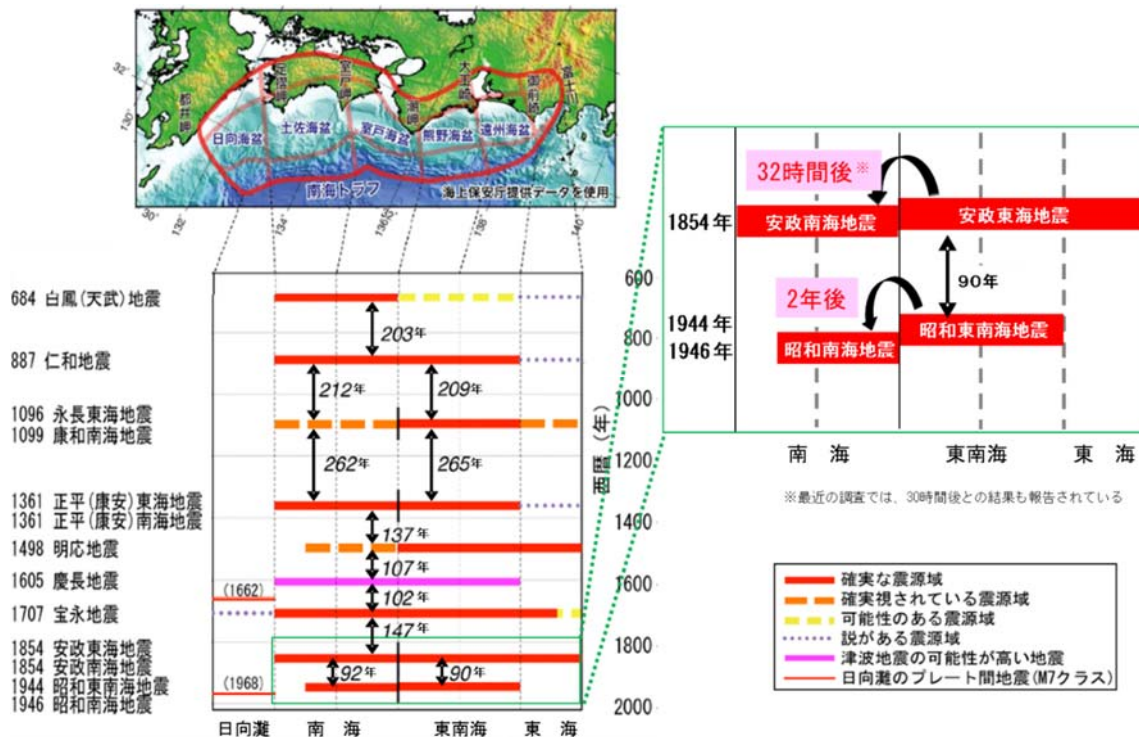 足摺岬
室戸岬
潮岬
大王崎
御前崎
富士川
都井岬
日向海盆
土佐海盆
室戸海盆
熊野海盆
遠州海盆
南海トラフ
海上保安庁提供データを使用
32°
130°
30°
132°
134°
136°
138°
140°
684 白鳳(天武)地震
887 仁和地震
1096 永長東海地震
1099 康和南海地震
1361 正平(康安)東海地震
1361 正平(康安)南海地震
1498 明応地震
1605 慶長地震
1707 宝永地震
1854 安政東海地震
1854 安政南海地震
1944 昭和東南海地震
1946 昭和南海地震
203年
212年
209年
262年
265年
137年
107年
102年
147年
92年
90年
(1662)
(1968)
日向灘
南 海
東南海
東 海
西暦(年)
600
800
1000
1200
1400
1600
1800
2000
32時間後※
1854年
安政南海地震
安政東海地震
90年
2年後
1944年
1946年
昭和東南海地震
昭和南海地震
南 海
東南海
東 海
※最近の調査では、30時間後との結果も報告されている
確実な震源域
確実視されている震源域
可能性のある震源域
説がある震源域
津波地震の可能性が高い地震
日向灘のプレート間地震(M7クラス)